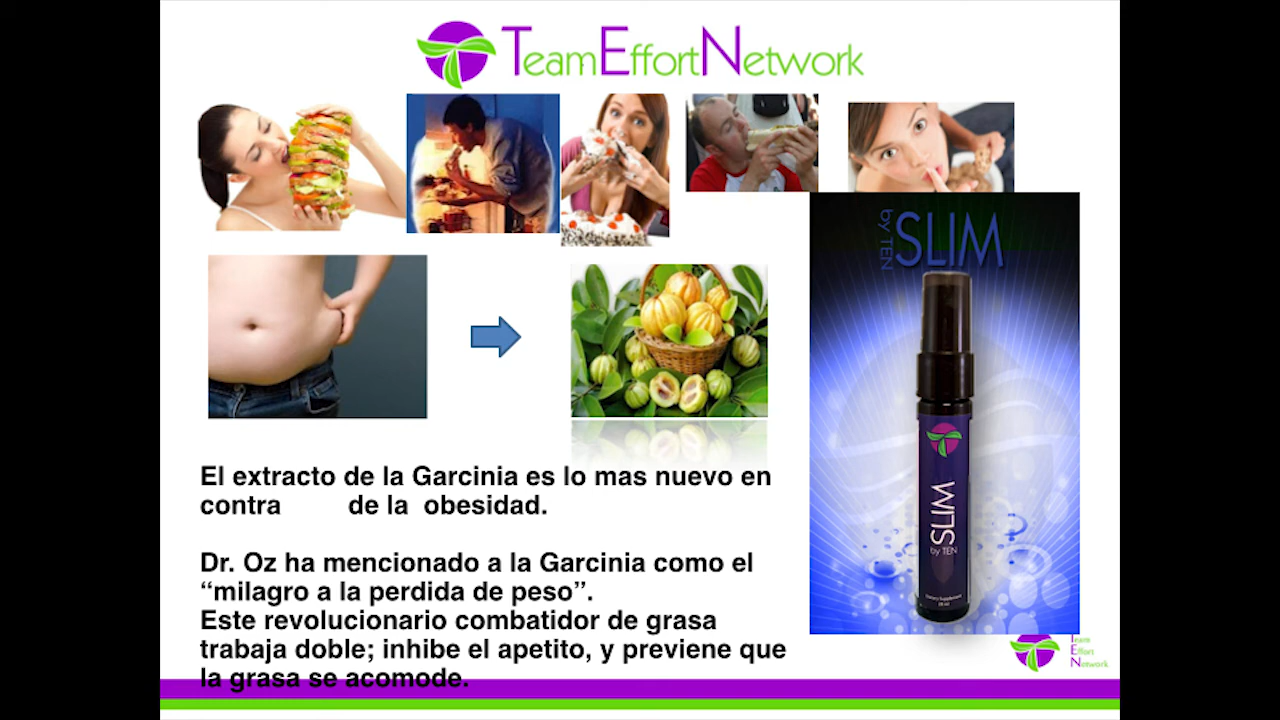 TeamEffortNetwork
by TEN SLIM
El extracto de la Garcinia es lo mas nuevo en
contra de la obesidad.
Dr. Oz ha mencionado a la Garcinia como el
“milagro a la perdida de peso”.
Este revolucionario combatidor de grasa
trabaja doble; inhibe el apetito, y previene que
la grasa se acomode.
SLIM
by TEN
Dietary Supplement
Team
Effort
Network